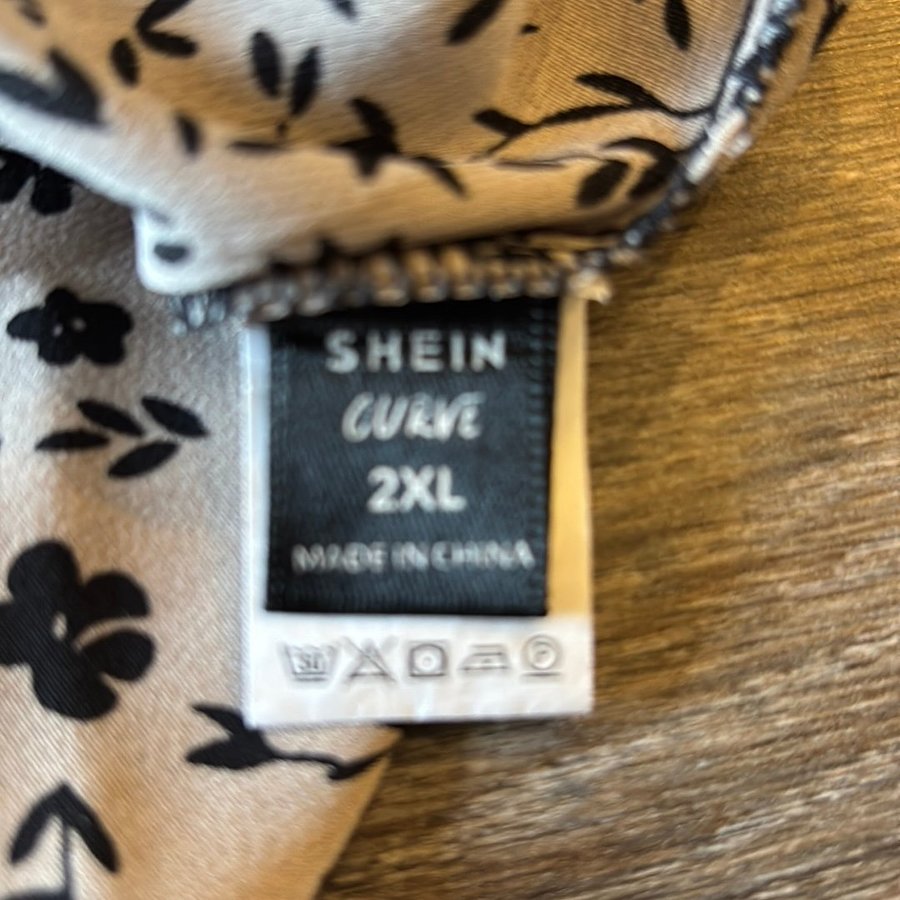 SHEIN
CURVE
2XL
MADE IN CHINA
P